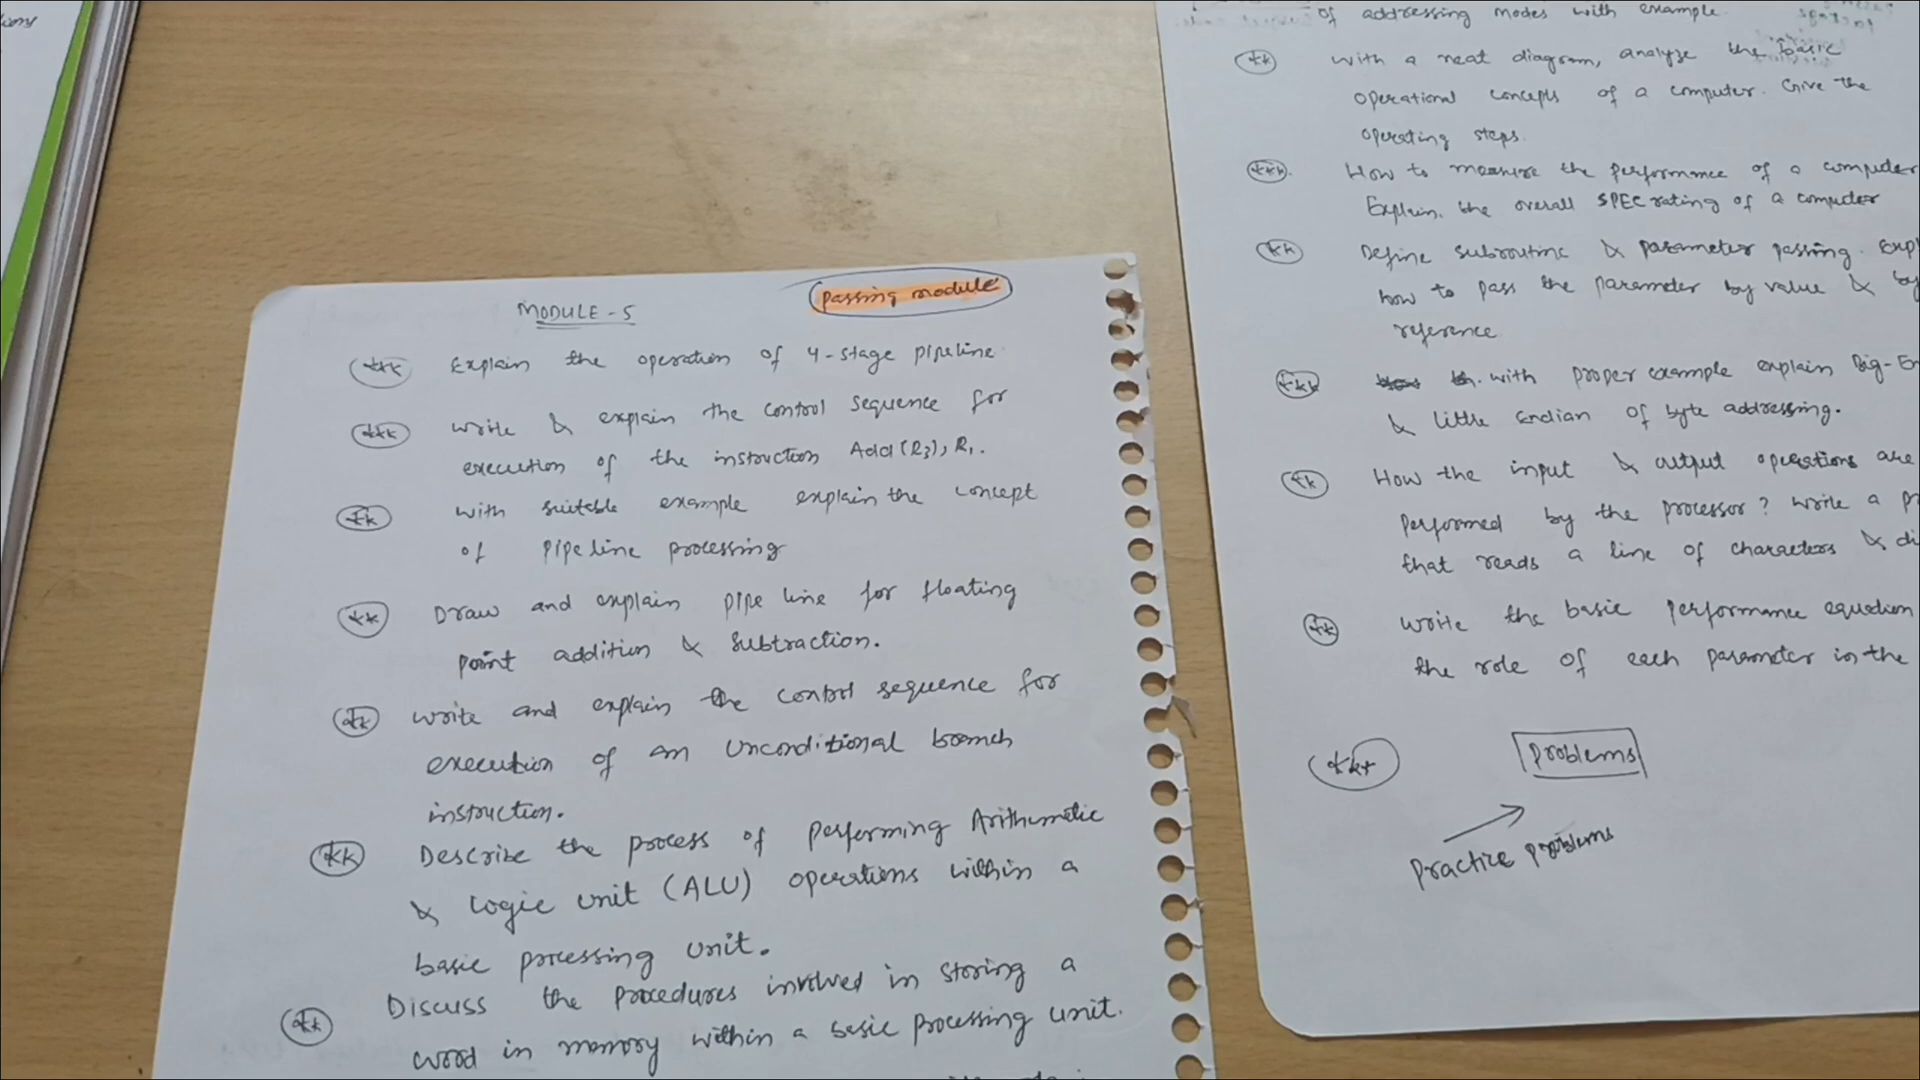 MODULE - 5
passing module
*** Explain the operation of 4-stage pipeline.
*** write & explain the control sequence for
execution of the instruction Add (R3), R1.
** with suitable example explain the concept
of pipeline processing
** Draw and explain pipe line for floating
point addition & subtraction.
** write and explain the control sequence for
execution of an unconditional branch
instruction.
** Describe the process of performing Arithmetic
& Logic unit (ALU) operations within a
basic processing unit.
** Discuss the procedures involved in storing a
word in memory within a basic processing unit.
of addressing modes with example.
** with a neat diagram, analyze the basic
operational concepts of a computer. Give the
operating steps.
*** How to measure the performance of a computer
Explain. the overall SPEC rating of a computer
** Define subroutine & parameter passing. Expl
how to pass the parameter by value & by
reference
*** with proper example explain Big-En
& little Endian of byte addressing.
** How the input & output operations are
performed by the processor? write a pr
that reads a line of characters & di
** write the basic performance equation
the role of each parameter in the
*** Problems
Practice problems